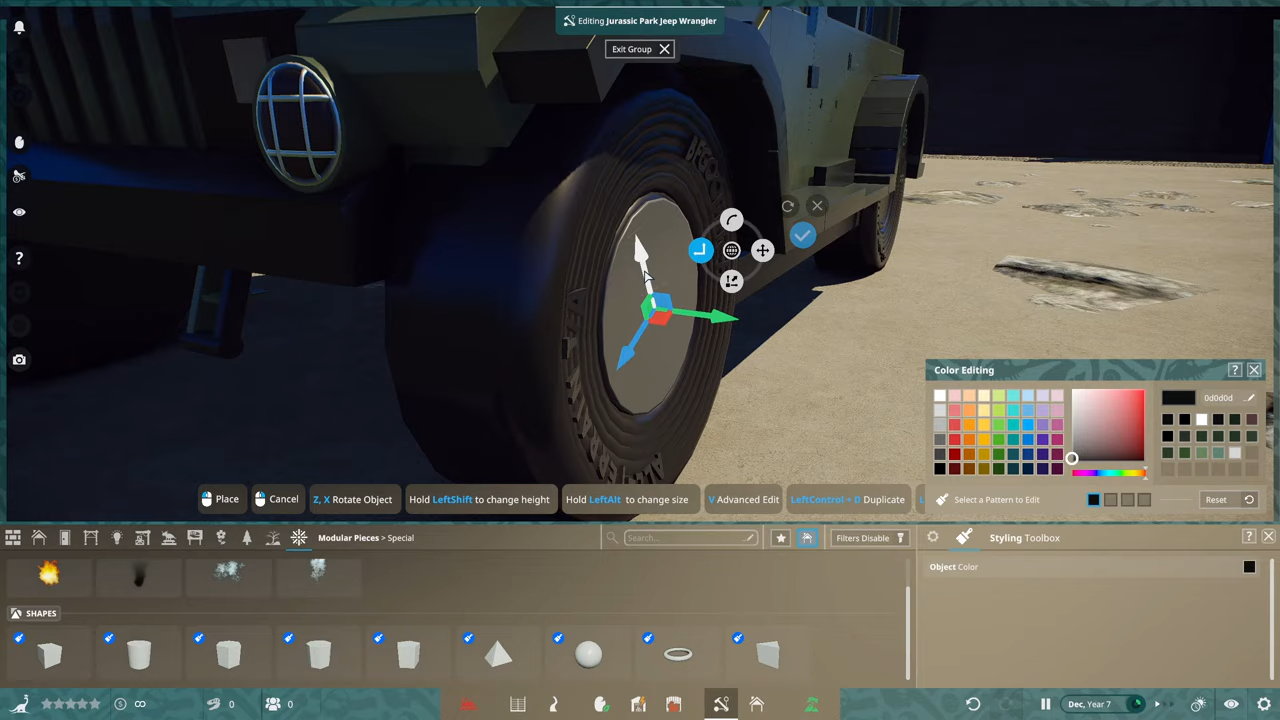 Editing Jurassic Park Jeep Wrangler
Exit Group
Color Editing
?
0d0d0d
Select a Pattern to Edit
Reset
Place
Cancel
Z, X Rotate Object
Hold LeftShift to change height
Hold LeftAlt to change size
V Advanced Edit
LeftControl + D Duplicate
Modular Pieces > Special
Search...
Filters Disable
Styling Toolbox
?
Object Color
SHAPES
∞
0
0
Dec, Year 7
?